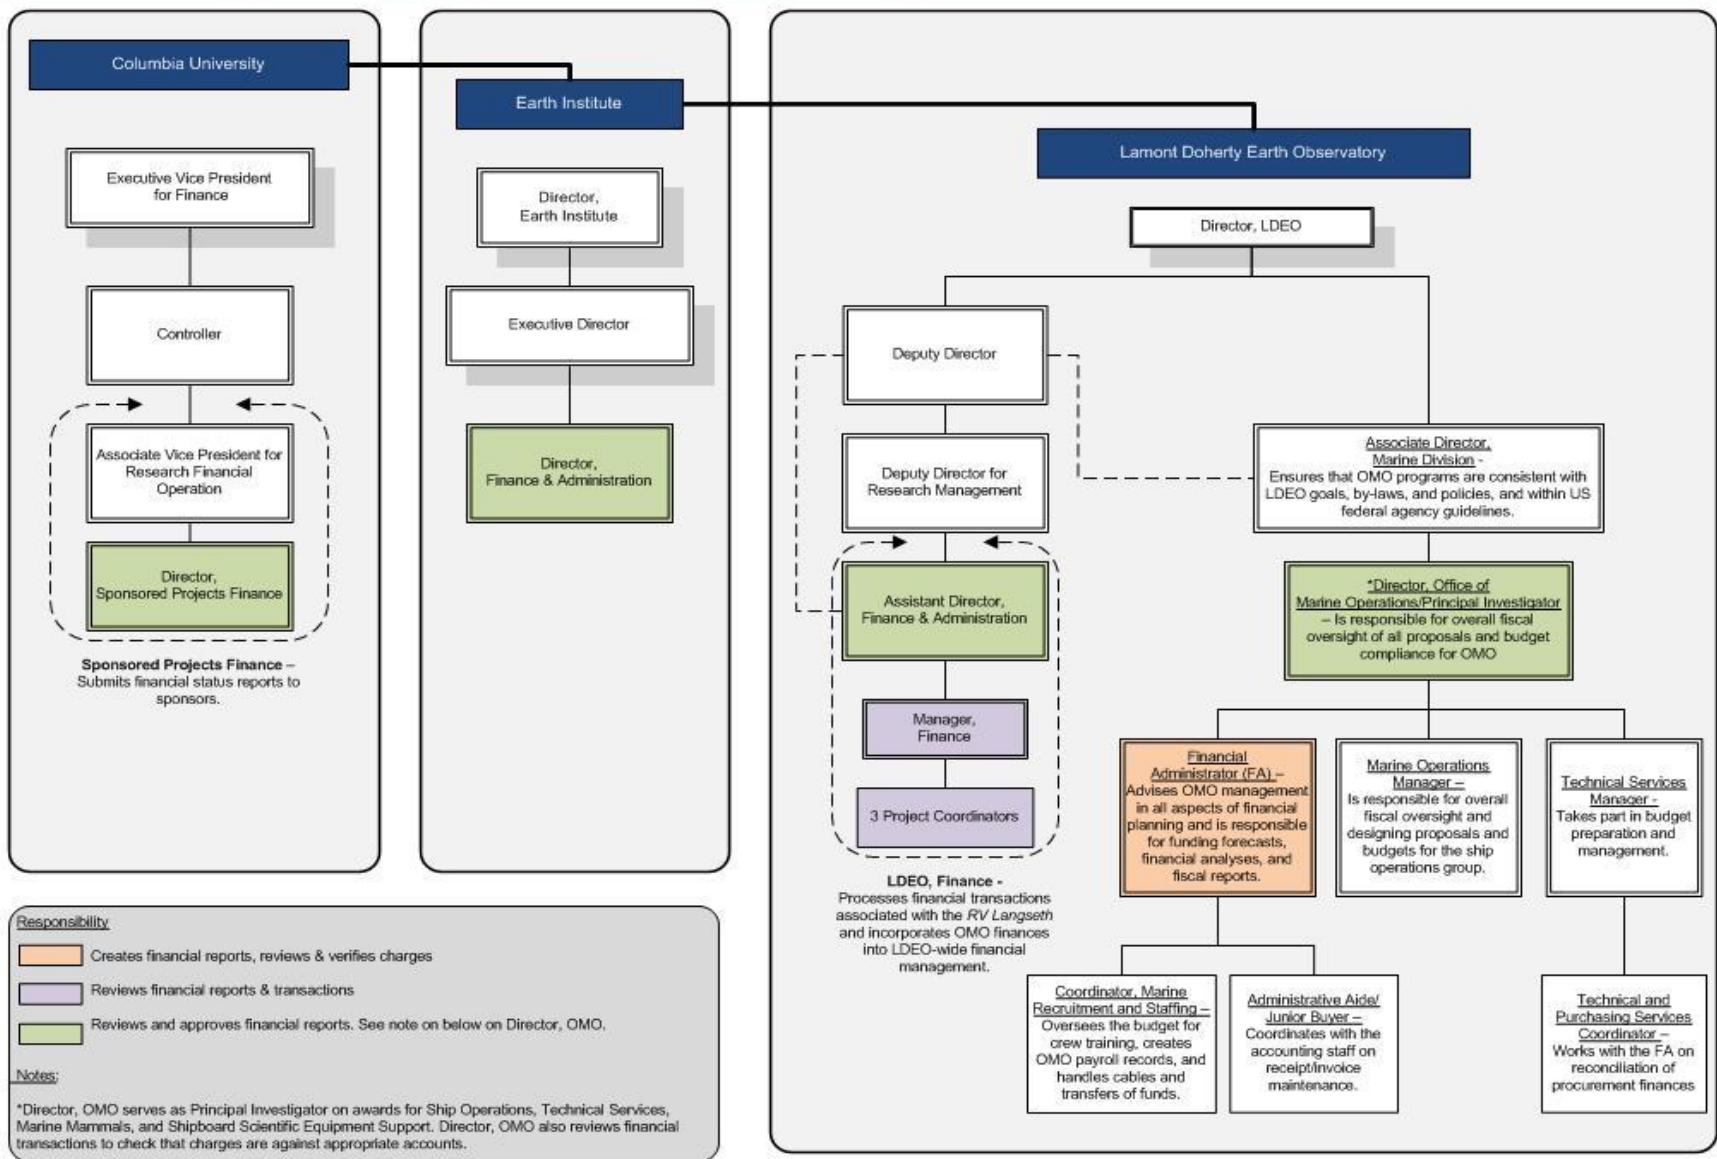 Columbia University
Executive Vice President
for Finance
Controller
Associate Vice President for
Research Financial
Operation
Director,
Sponsored Projects Finance
Sponsored Projects Finance –
Submits financial status reports to
sponsors.
Earth Institute
Director,
Earth Institute
Executive Director
Director,
Finance & Administration
Lamont Doherty Earth Observatory
Director, LDEO
Deputy Director
Deputy Director for
Research Management
Assistant Director,
Finance & Administration
Manager,
Finance
3 Project Coordinators
LDEO, Finance -
Processes financial transactions
associated with the RV Langseth
and incorporates OMO finances
into LDEO-wide financial
management.
Associate Director,
Marine Division -
Ensures that OMO programs are consistent with
LDEO goals, by-laws, and policies, and within US
federal agency guidelines.
*Director, Office of
Marine Operations/Principal Investigator
– Is responsible for overall fiscal
oversight of all proposals and budget
compliance for OMO
Financial
Administrator (FA) –
Advises OMO management
in all aspects of financial
planning and is responsible
for funding forecasts,
financial analyses, and
fiscal reports.
Marine Operations
Manager –
Is responsible for overall
fiscal oversight and
designing proposals and
budgets for the ship
operations group.
Technical Services
Manager -
Takes part in budget
preparation and
management.
Coordinator, Marine
Recruitment and Staffing –
Oversees the budget for
crew training, creates
OMO payroll records, and
handles cables and
transfers of funds.
Administrative Aide/
Junior Buyer –
Coordinates with the
accounting staff on
receipt/invoice
maintenance.
Technical and
Purchasing Services
Coordinator –
Works with the FA on
reconciliation of
procurement finances
Responsibility
Creates financial reports, reviews & verifies charges
Reviews financial reports & transactions
Reviews and approves financial reports. See note on below on Director, OMO.
Notes:
*Director, OMO serves as Principal Investigator on awards for Ship Operations, Technical Services,
Marine Mammals, and Shipboard Scientific Equipment Support. Director, OMO also reviews financial
transactions to check that charges are against appropriate accounts.